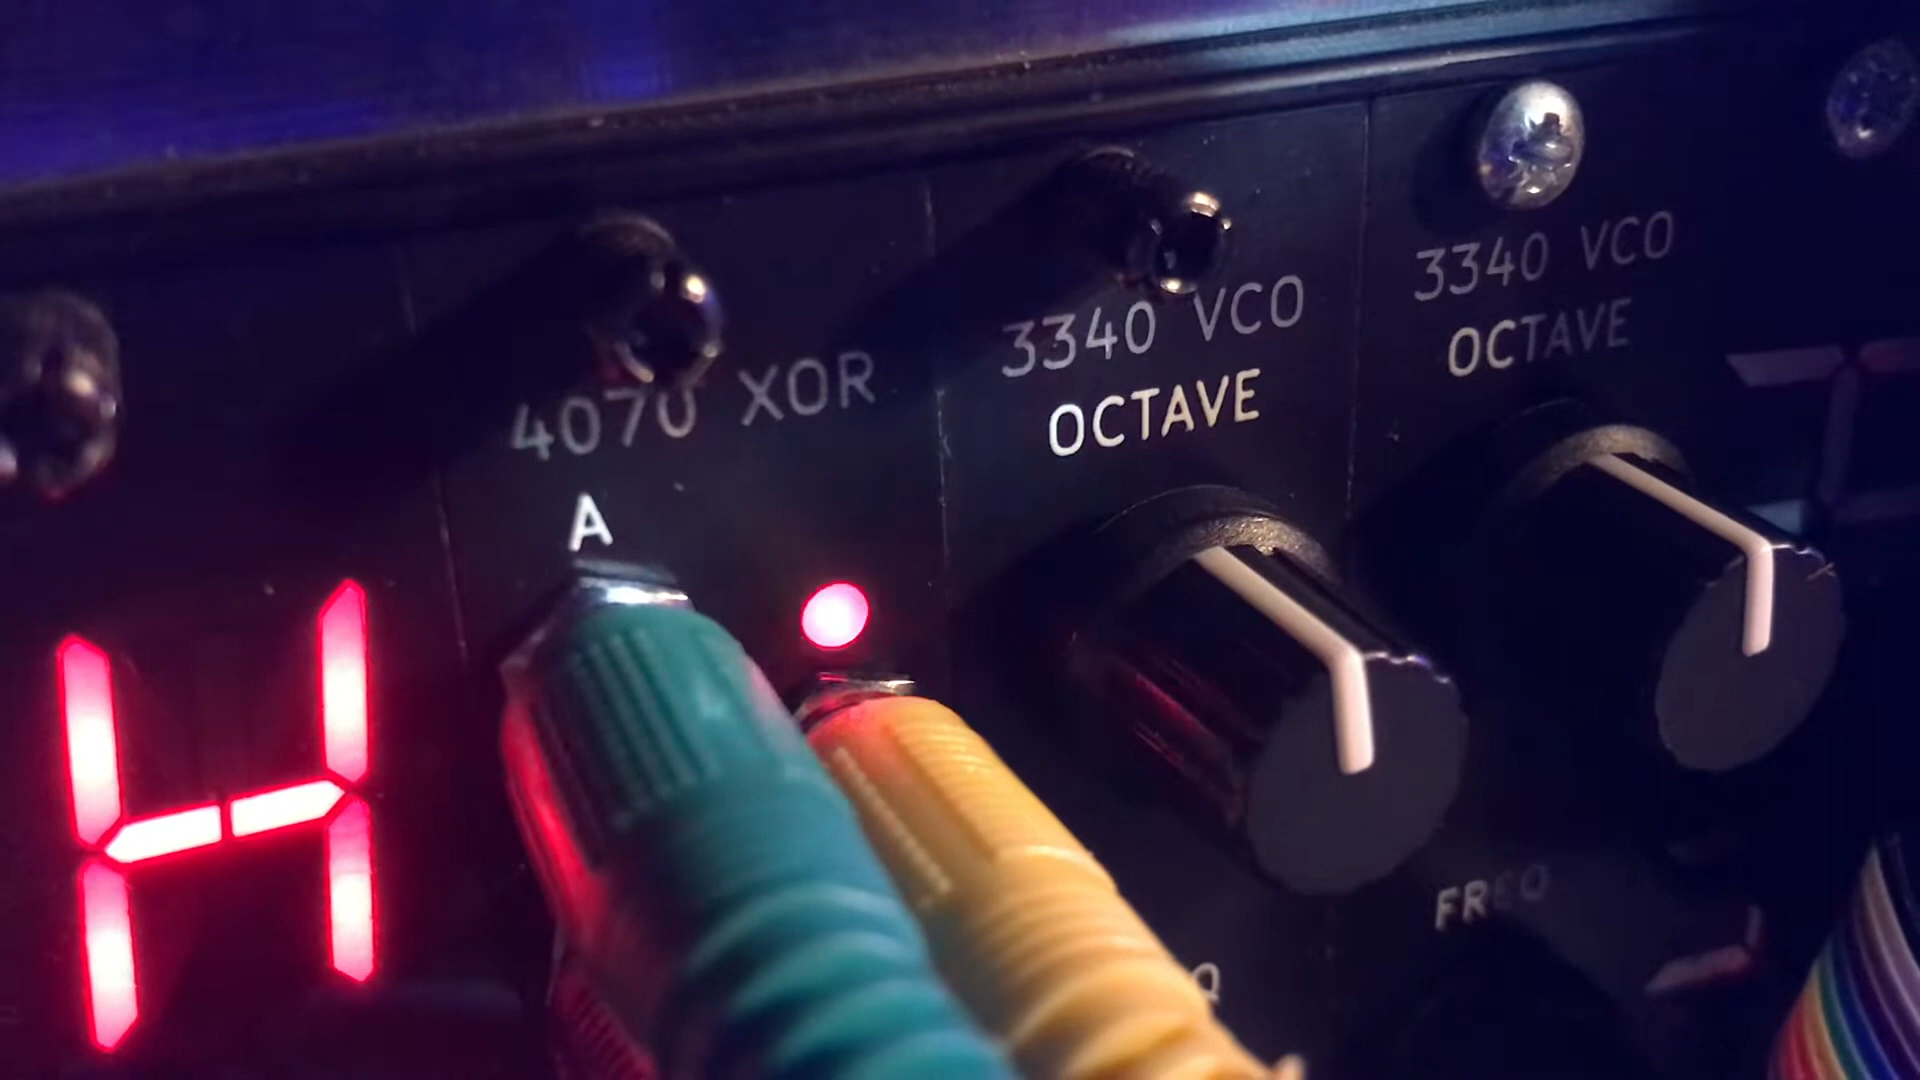 4070 XOR
A
3340 VCO
OCTAVE
3340 VCO
OCTAVE
FREQ
Q
H